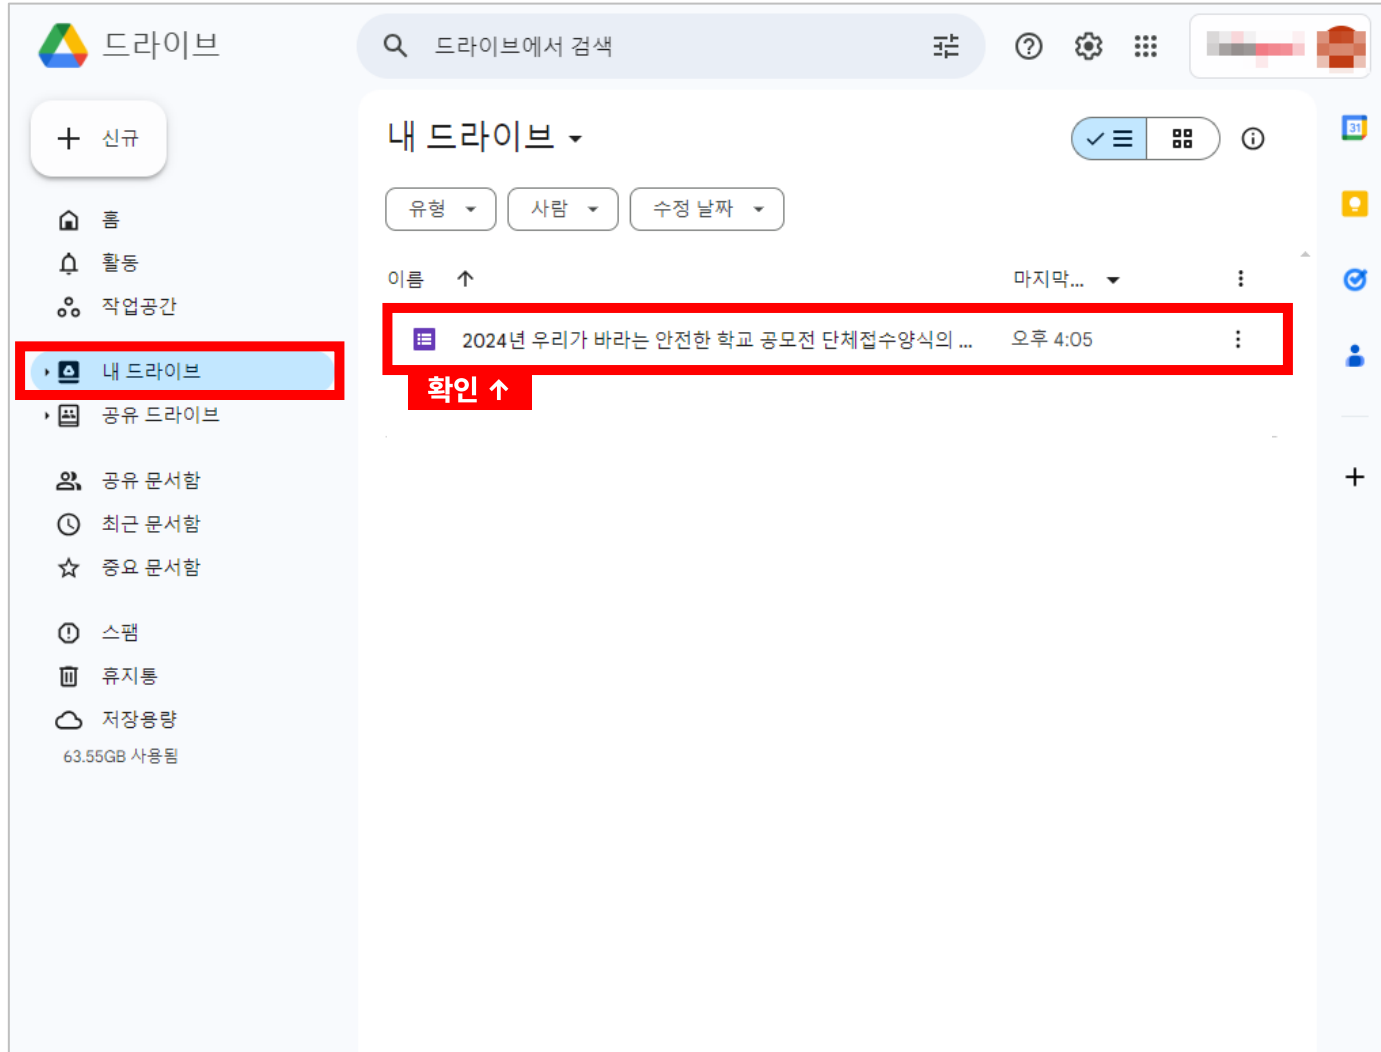 드라이브
드라이브에서 검색
신규
내 드라이브
유형
사람
수정 날짜
홈
활동
작업공간
내 드라이브
공유 드라이브
공유 문서함
최근 문서함
중요 문서함
스팸
휴지통
저장용량
63.55GB 사용됨
이름 ↑ 마지막...
2024년 우리가 바라는 안전한 학교 공모전 단체접수양식의 ... 오후 4:05
확인 ↑
31